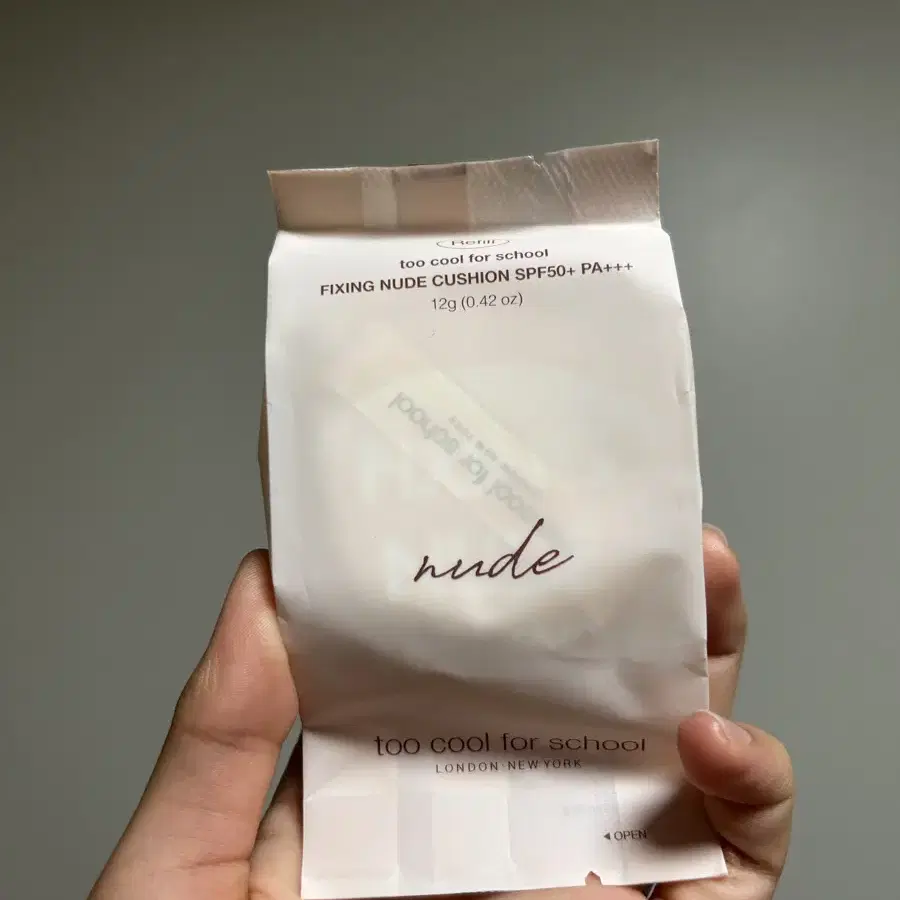 Refill
too cool for school
FIXING NUDE CUSHION SPF50+ PA+++
12g (0.42 oz)
cool for school
nude
too cool for school
LONDON NEW YORK
◀ OPEN